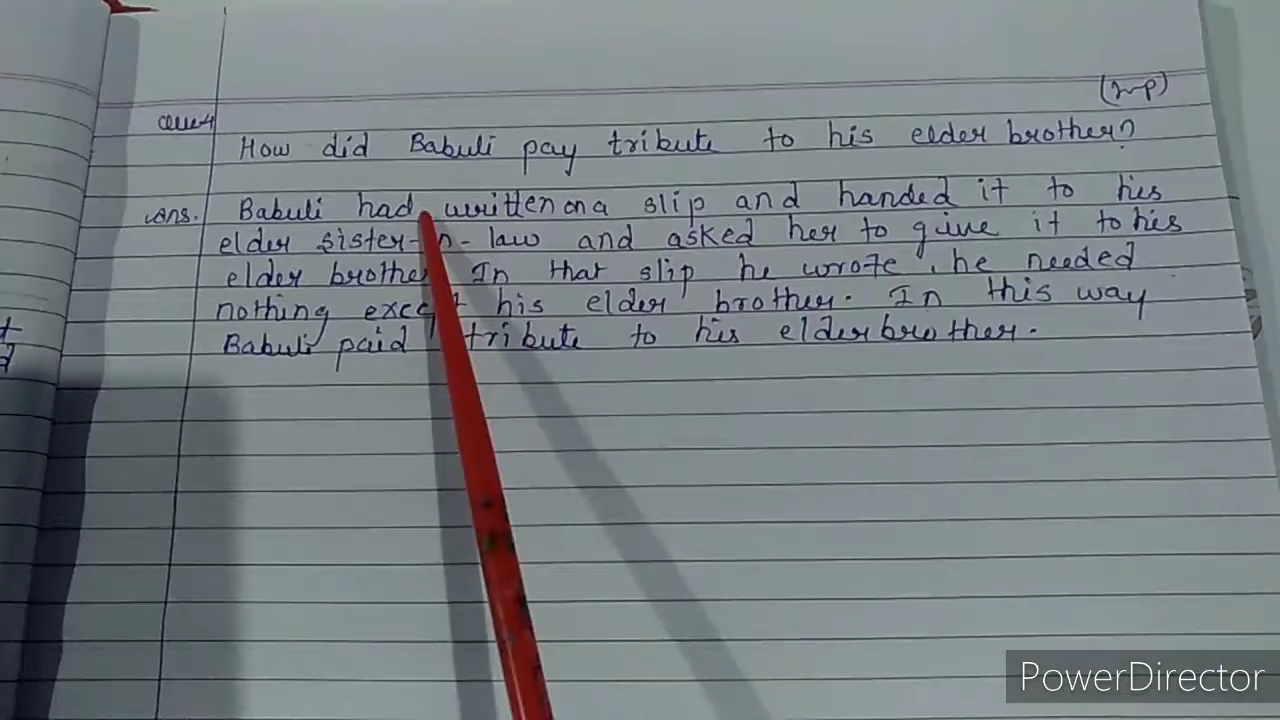 (imp)
Ques
How did Babuli pay tribute to his elder brother?
Ans. Babuli had written on a slip and handed it to his
elder sister-in-law and asked her to give it to his
elder brother In that slip he wrote, he needed
nothing except his elder brother. In this way
Babuli paid tribute to his elder brother.
PowerDirector